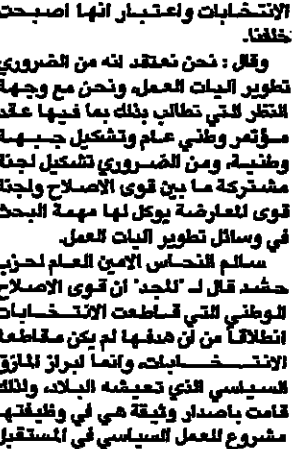 الانتخابات واعتبار انها اصبحت
خلفنا.
وقال : نحن نعتقد انه من الضروري
تطوير آليات العمل، ونحن مع وجهة
النظر التي تطالب بذلك بما فيها عقد
مؤتمر وطني عام وتشكيل جبهة
وطنية، ومن الضروري تشكيل لجنة
مشتركة ما بين قوى الاصلاح ولجنة
قوى المعارضة يوكل لها مهمة البحث
في وسائل تطوير آليات العمل.
سالم النحاس الامين العام لحزب
حشد قال لـ "المجد" ان قوى الاصلاح
الوطني التي قاطعت الانتخابات
انطلاقاً من ان هدفها لم يكن مقاطعة
الانتخابات، وانما ابراز المأزق
السياسي الذي تعيشه البلاد، ولذلك
قامت باصدار وثيقة هي في وظيفتها
مشروع للعمل السياسي في المستقبل